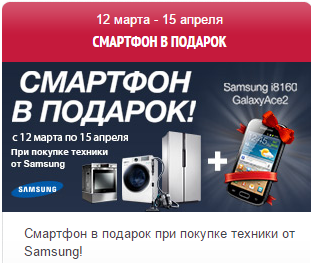 12 марта - 15 апреля
СМАРТФОН В ПОДАРОК
СМАРТФОН
В ПОДАРОК!
с 12 марта по 15 апреля
При покупке техники
от Samsung
SAMSUNG
+
Samsung i8160
GalaxyAce2
Смартфон в подарок при покупке техники от
Samsung!